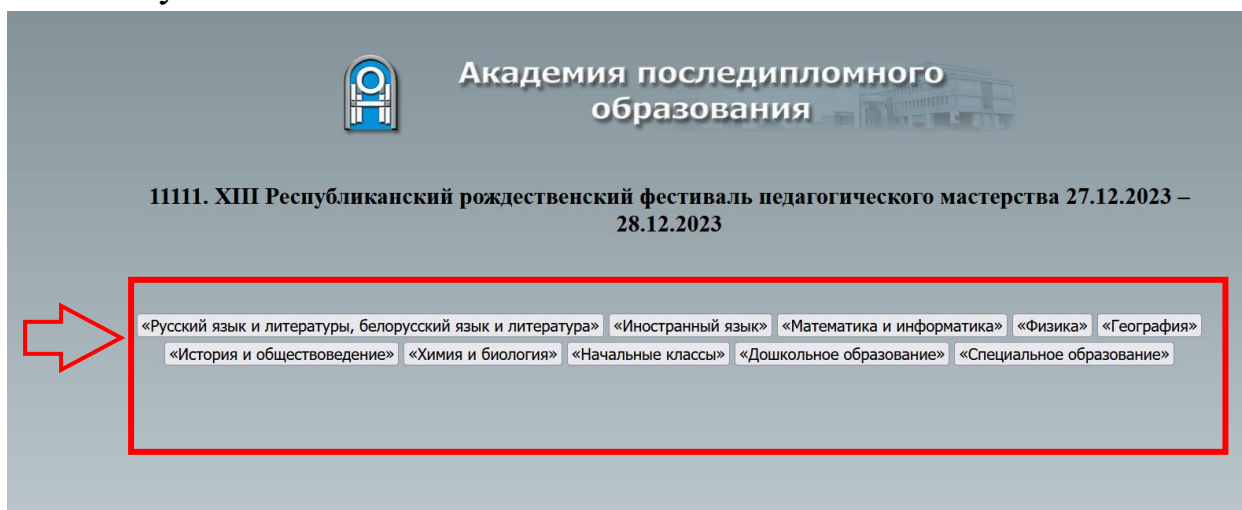 Академия последипломного
образования
11111. XIII Республиканский рождественский фестиваль педагогического мастерства 27.12.2023 –
28.12.2023
«Русский язык и литературы, белорусский язык и литература» «Иностранный язык» «Математика и информатика» «Физика» «География»
«История и обществоведение» «Химия и биология» «Начальные классы» «Дошкольное образование» «Специальное образование»